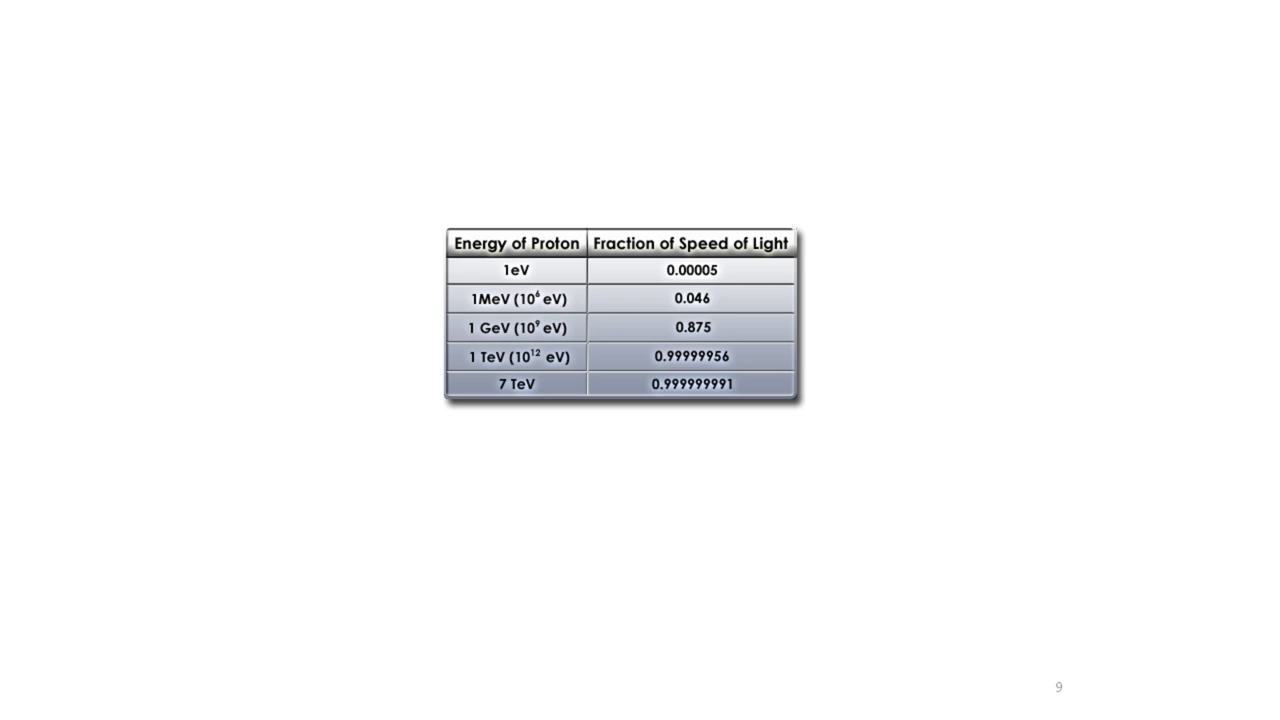 Energy of Proton Fraction of Speed of Light
1eV 0.00005
1MeV (10⁶ eV) 0.046
1 GeV (10⁹ eV) 0.875
1 TeV (10¹² eV) 0.99999956
7 TeV 0.999999991
9